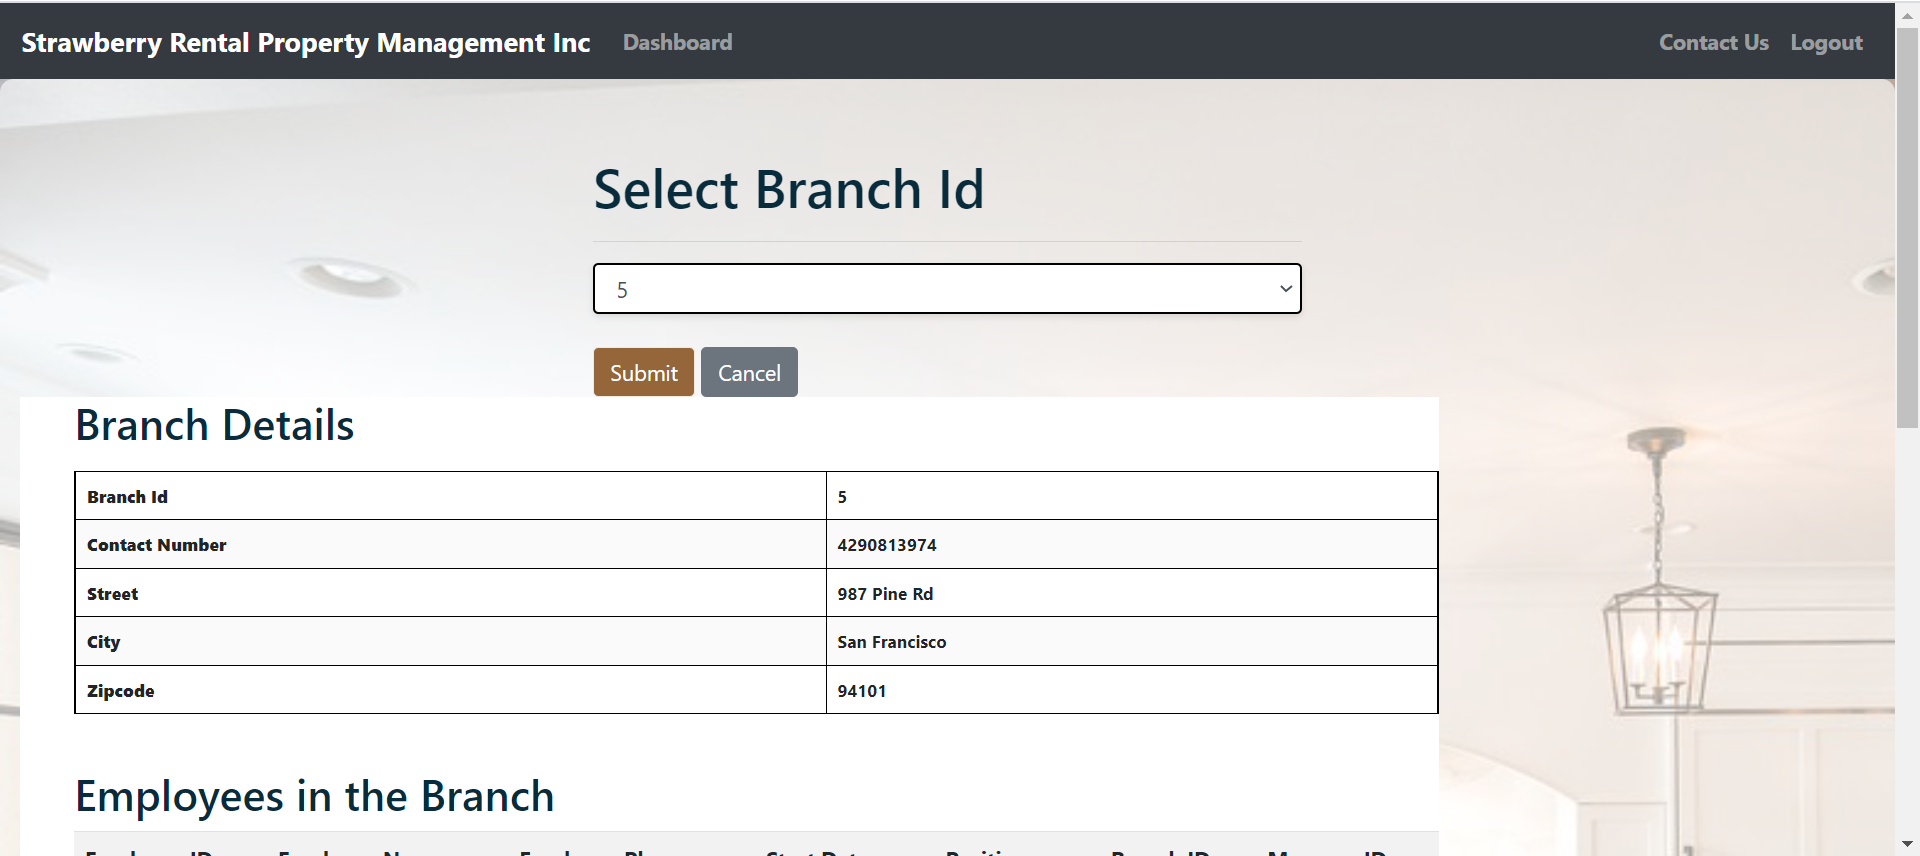 Strawberry Rental Property Management Inc Dashboard Contact Us Logout
Select Branch Id
5
Submit Cancel
Branch Details
Branch Id 5
Contact Number 4290813974
Street 987 Pine Rd
City San Francisco
Zipcode 94101
Employees in the Branch